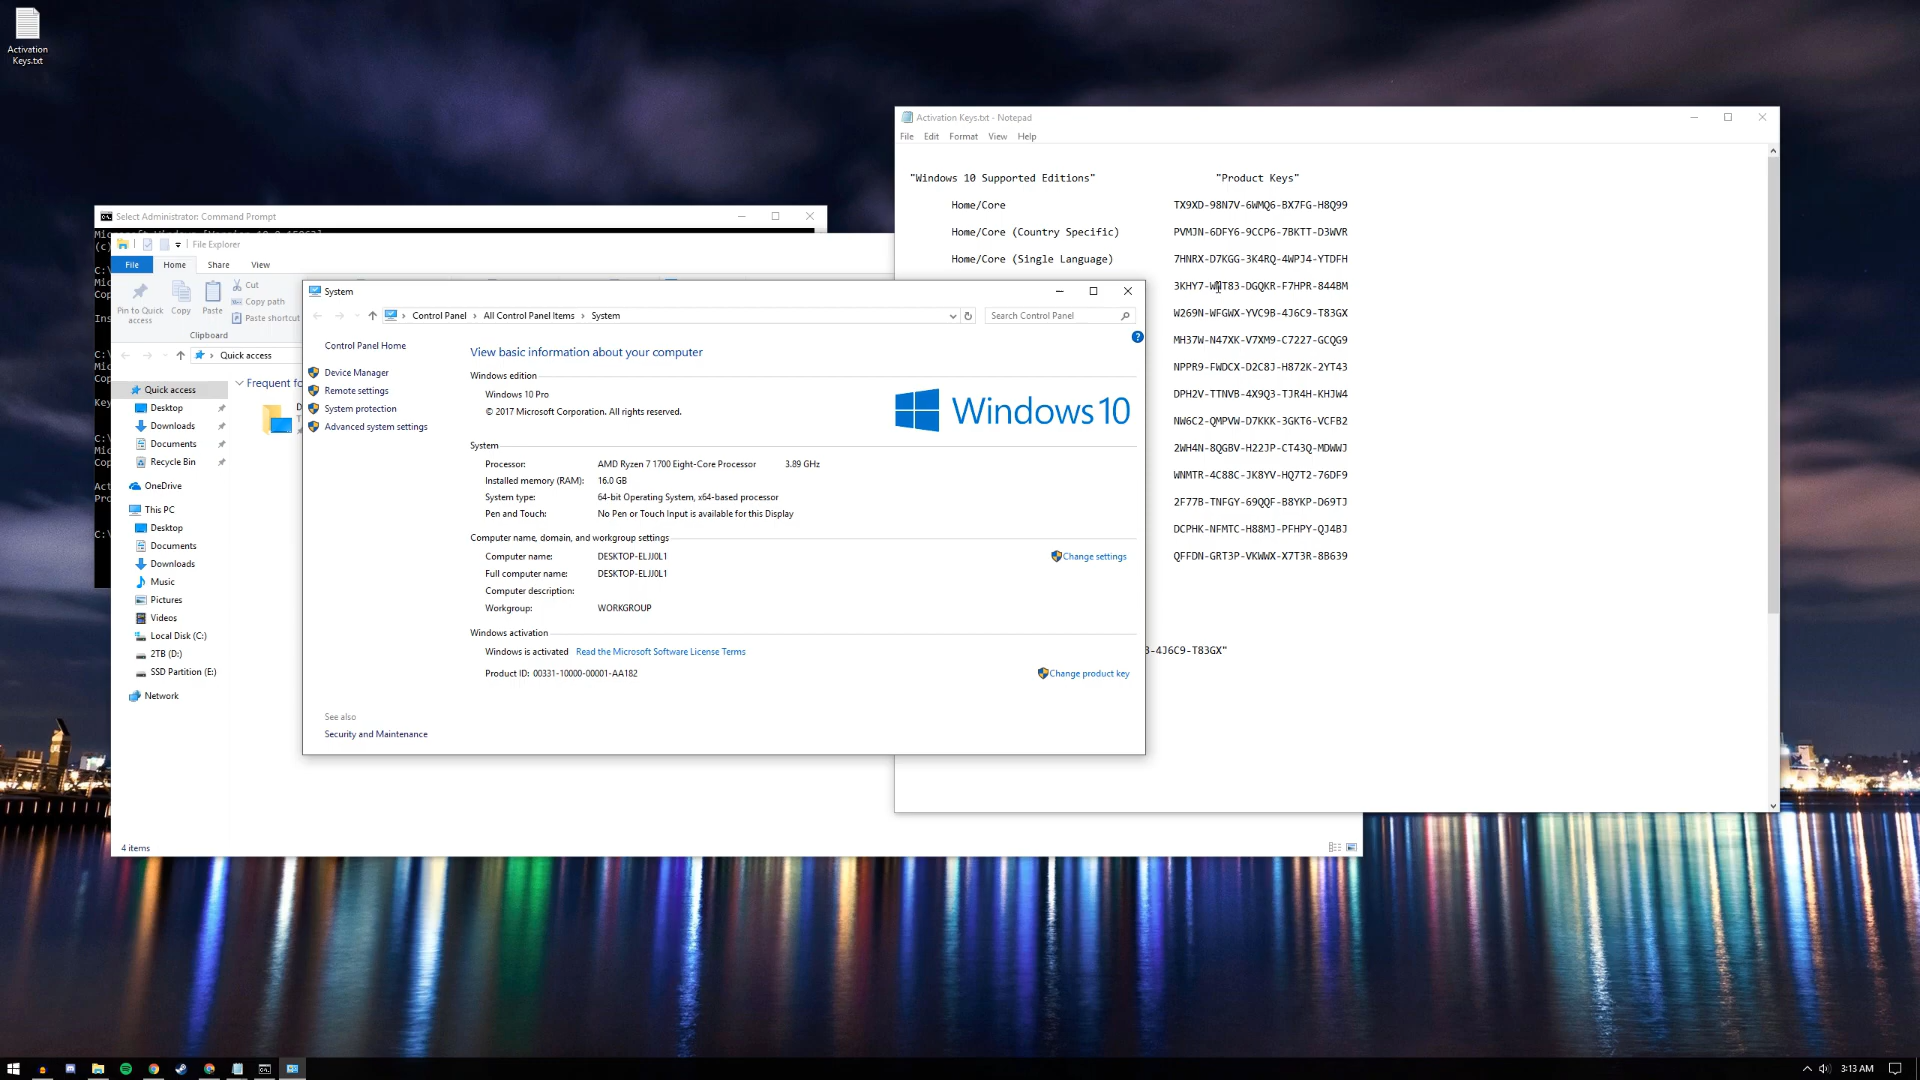 Activation
Keys.txt
Activation Keys.txt - Notepad
File Edit Format View Help
"Windows 10 Supported Editions" "Product Keys"
Home/Core TX9XD-98N7V-6WMQ6-BX7FG-H8Q99
Home/Core (Country Specific) PVMJN-6DFY6-9CCP6-7BKTT-D3WVR
Home/Core (Single Language) 7HNRX-D7KGG-3K4RQ-4WPJ4-YTDFH
3KHY7-WNT83-DGQKR-F7HPR-844BM
W269N-WFGWX-YVC9B-4J6C9-T83GX
MH37W-N47XK-V7XM9-C7227-GCQG9
NPPR9-FWDCX-D2C8J-H872K-2YT43
DPH2V-TTNVB-4X9Q3-TJR4H-KHJW4
NW6C2-QMPVW-D7KKK-3GKT6-VCFB2
2WH4N-8QGBV-H22JP-CT43Q-MDWWJ
WNMTR-4C88C-JK8YV-HQ7T2-76DF9
2F77B-TNFGY-69QQF-B8YKP-D69TJ
DCPHK-NFMTC-H88MJ-PFHPY-QJ4BJ
QFFDN-GRT3P-VKWWX-X7T3R-8B639
-4J6C9-T83GX"
Select Administrator: Command Prompt
(c)
C:\
Mic
Cop
Ins
C:\
Mic
Cop
Key
C:\
Mic
Cop
Act
Pro
C:\
File Explorer
File Home Share View
Pin to Quick
access
Copy
Paste
Cut
Copy path
Paste shortcut
Clipboard
Quick access
Quick access
Desktop
Downloads
Documents
Recycle Bin
OneDrive
This PC
Desktop
Documents
Downloads
Music
Pictures
Videos
Local Disk (C:)
2TB (D:)
SSD Partition (E:)
Network
Frequent fo
D
T
4 items
System
Control Panel All Control Panel Items System
Search Control Panel
?
Control Panel Home
Device Manager
Remote settings
System protection
Advanced system settings
See also
Security and Maintenance
View basic information about your computer
Windows edition
Windows 10 Pro
© 2017 Microsoft Corporation. All rights reserved.
Windows 10
System
Processor: AMD Ryzen 7 1700 Eight-Core Processor 3.89 GHz
Installed memory (RAM): 16.0 GB
System type: 64-bit Operating System, x64-based processor
Pen and Touch: No Pen or Touch Input is available for this Display
Computer name, domain, and workgroup settings
Computer name: DESKTOP-ELJJ0L1
Change settings
Full computer name: DESKTOP-ELJJ0L1
Computer description:
Workgroup: WORKGROUP
Windows activation
Windows is activated Read the Microsoft Software License Terms
Product ID: 00331-10000-00001-AA182
Change product key
3:13 AM